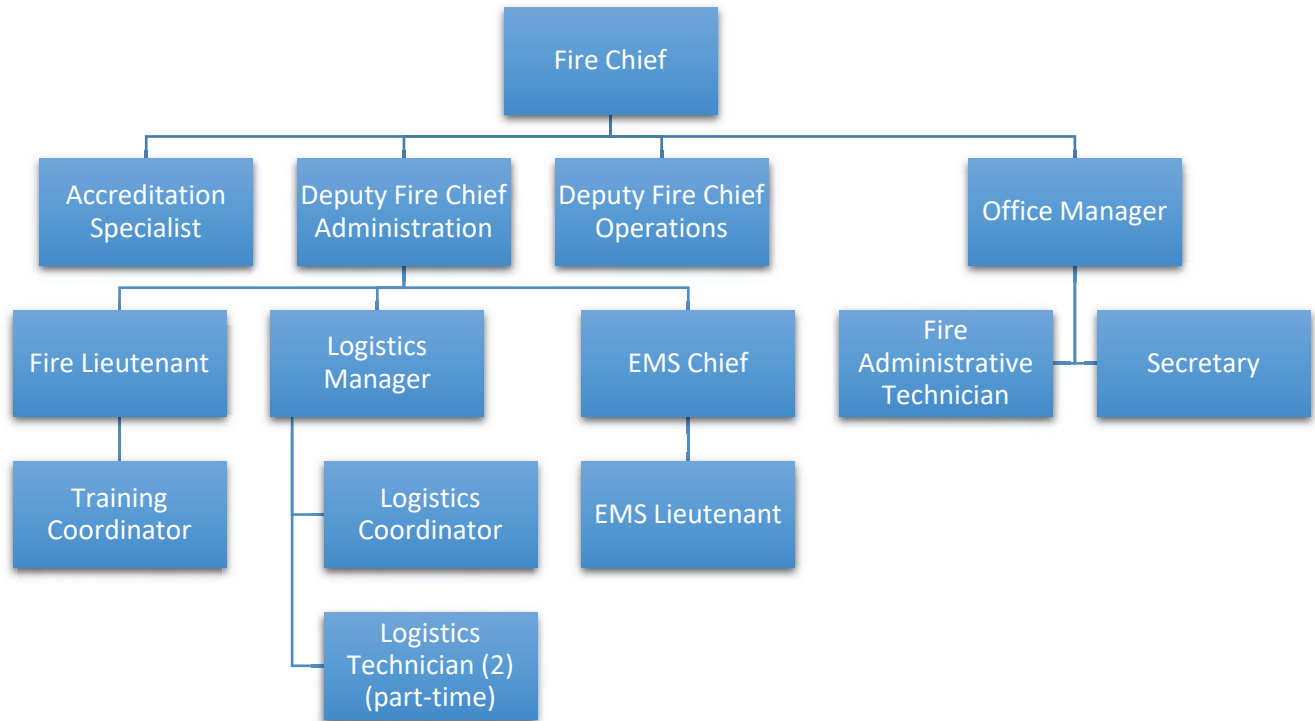 Fire Chief
Accreditation
Specialist
Deputy Fire Chief
Administration
Deputy Fire Chief
Operations
Office Manager
Fire Lieutenant
Logistics
Manager
EMS Chief
Fire
Administrative
Technician
Secretary
Training
Coordinator
Logistics
Coordinator
EMS Lieutenant
Logistics
Technician (2)
(part-time)